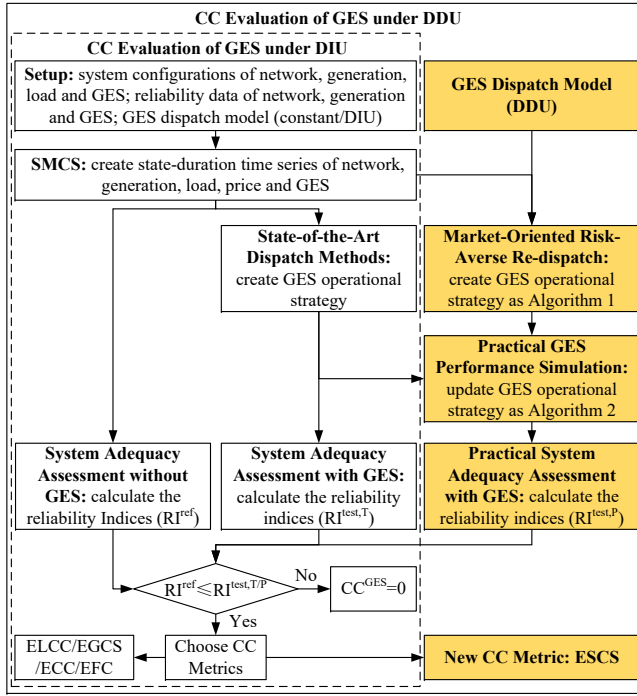 CC Evaluation of GES under DDU
CC Evaluation of GES under DIU
Setup: system configurations of network, generation,
load and GES; reliability data of network, generation
and GES; GES dispatch model (constant/DIU)
GES Dispatch Model
(DDU)
SMCS: create state-duration time series of network,
generation, load, price and GES
State-of-the-Art
Dispatch Methods:
create GES operational
strategy
Market-Oriented Risk-
Averse Re-dispatch:
create GES operational
strategy as Algorithm 1
Practical GES
Performance Simulation:
update GES operational
strategy as Algorithm 2
System Adequacy
Assessment without
GES: calculate the
reliability Indices (RI^ref)
System Adequacy
Assessment with GES:
calculate the reliability
indices (RI^test,T)
Practical System
Adequacy Assessment
with GES: calculate the
reliability indices (RI^test,P)
RI^ref≤RI^test,T/P
No
CC^GES=0
Yes
ELCC/EGCS
/ECC/EFC
Choose CC
Metrics
New CC Metric: ESCS